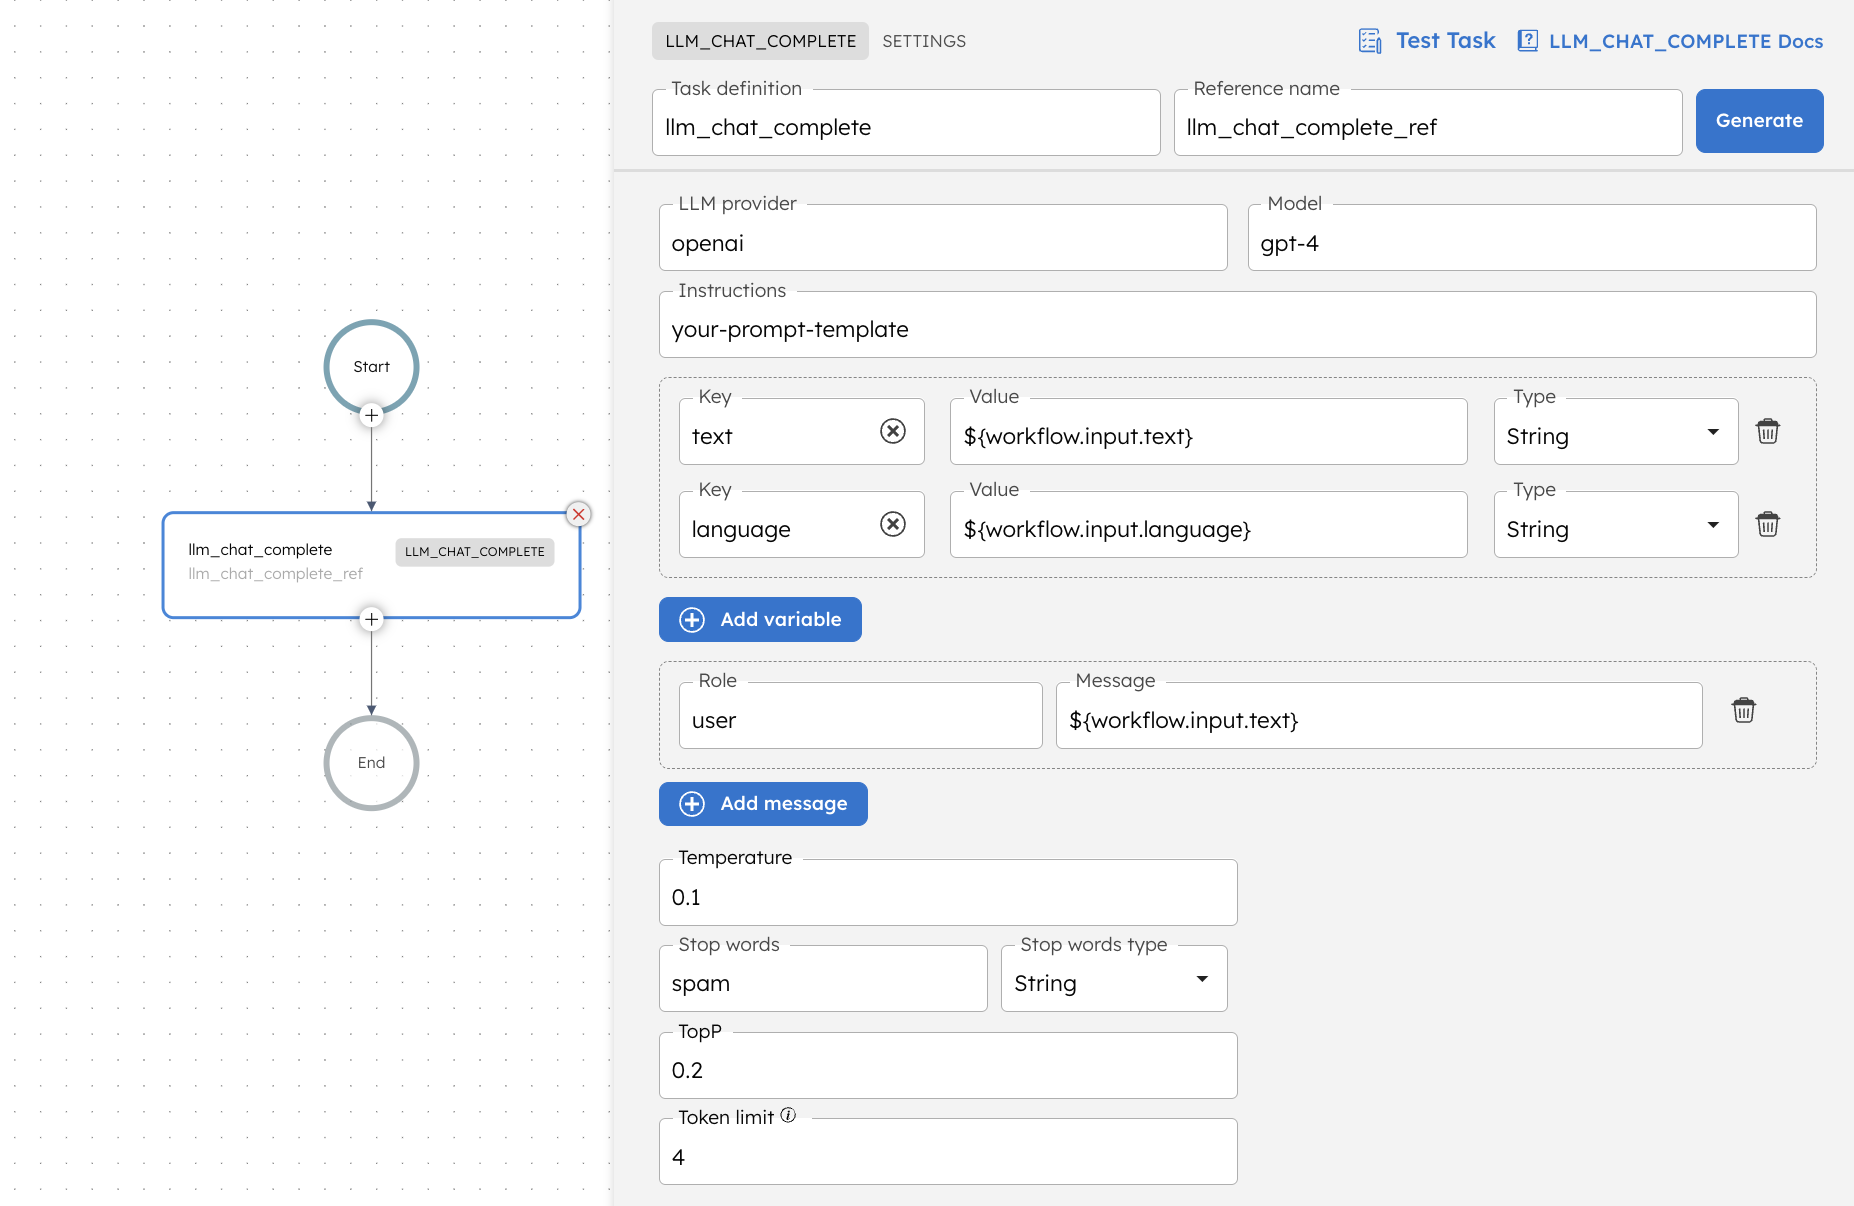 LLM_CHAT_COMPLETE SETTINGS Test Task LLM_CHAT_COMPLETE Docs
Task definition Reference name
llm_chat_complete llm_chat_complete_ref Generate
LLM provider Model
openai gpt-4
Instructions
your-prompt-template
Key Value Type
text ${workflow.input.text} String
Key Value Type
language ${workflow.input.language} String
Add variable
Role Message
user ${workflow.input.text}
Add message
Temperature
0.1
Stop words Stop words type
spam String
TopP
0.2
Token limit
4
Start
llm_chat_complete LLM_CHAT_COMPLETE
llm_chat_complete_ref
End